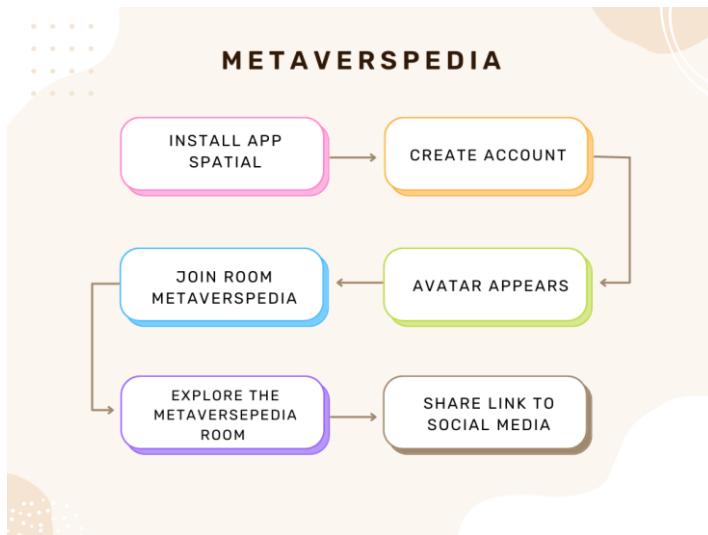 METAVERSPEDIA
INSTALL APP
SPATIAL
CREATE ACCOUNT
AVATAR APPEARS
JOIN ROOM
METAVERSPEDIA
EXPLORE THE
METAVERSEPEDIA
ROOM
SHARE LINK TO
SOCIAL MEDIA